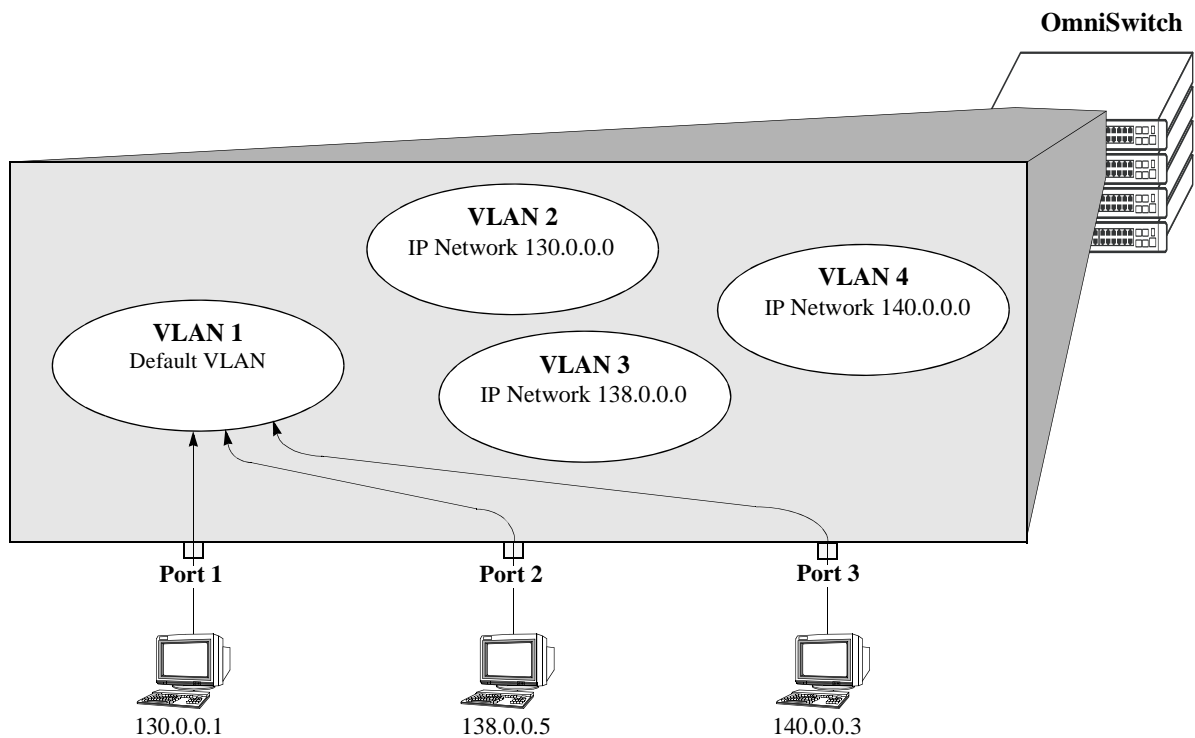 OmniSwitch
VLAN 2
IP Network 130.0.0.0
VLAN 4
IP Network 140.0.0.0
VLAN 1
Default VLAN
VLAN 3
IP Network 138.0.0.0
Port 1
Port 2
Port 3
130.0.0.1
138.0.0.5
140.0.0.3